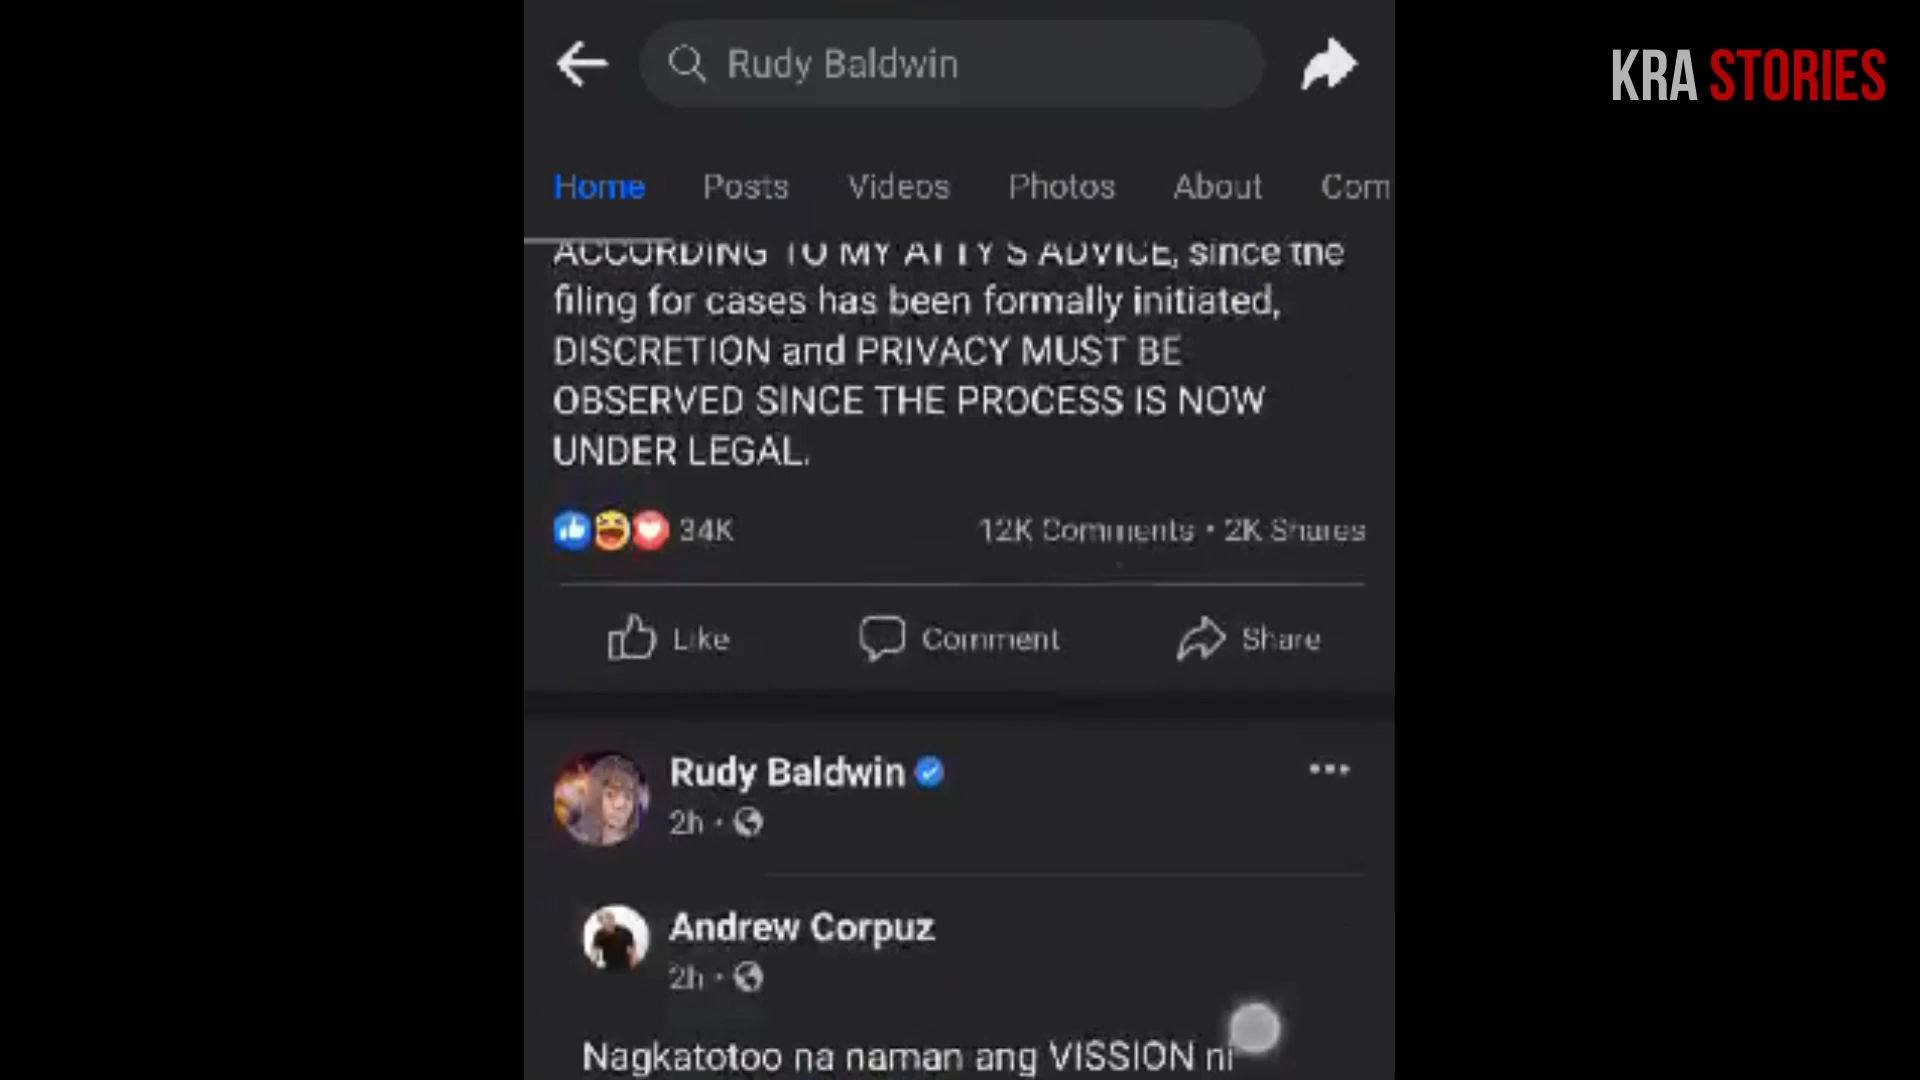 Rudy Baldwin
KRA STORIES
Home Posts Videos Photos About Com
ACCORDING TO MY ATTY'S ADVICE, since the
filing for cases has been formally initiated,
DISCRETION and PRIVACY MUST BE
OBSERVED SINCE THE PROCESS IS NOW
UNDER LEGAL.
34K 12K Comments • 2K Shares
Like Comment Share
Rudy Baldwin
2h •
Andrew Corpuz
2h •
Nagkatotoo na naman ang VISSION ni